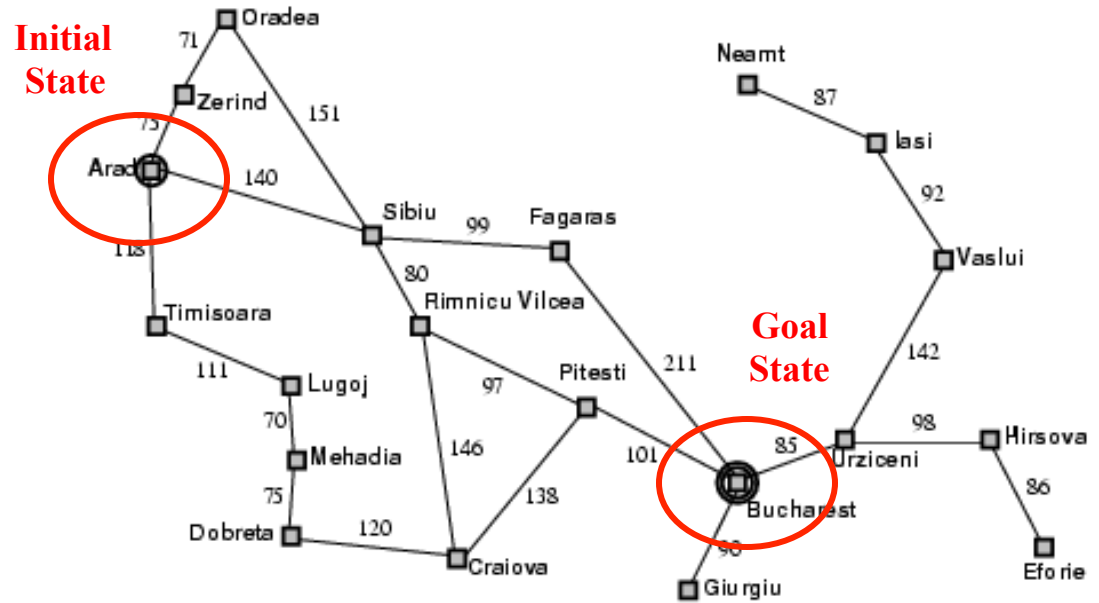 Initial
State
Oradea
71
Neamt
Zerind
87
75
151
Iasi
Arad
140
92
Sibiu
Fagaras
99
118
Vaslui
80
Rimnicu Vilcea
Timisoara
Goal
State
142
111
211
Lugoj
97
Pitesti
70
98
Hirsova
146
101
85
Urziceni
Mehadia
86
75
138
Bucharest
Dobreta
120
90
Craiova
Eforie
Giurgiu